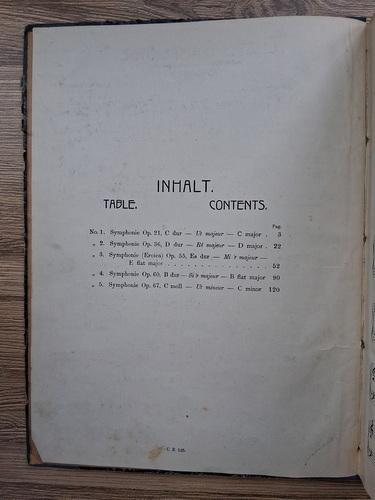 INHALT.
TABLE. CONTENTS.
Pag.
No. 1. Symphonie Op. 21, C dur — Ut majeur — C major . 3
„ 2. Symphonie Op. 36, D dur — Ré majeur — D major . 22
„ 3. Symphonie (Eroica) Op. 55, Es dur — Mi ♭ majeur —
E flat major . . . . . . . . . . . . . . . 52
„ 4. Symphonie Op. 60, B dur — Si ♭ majeur — B flat major 90
„ 5. Symphonie Op. 67, C moll — Ut mineur — C minor 120